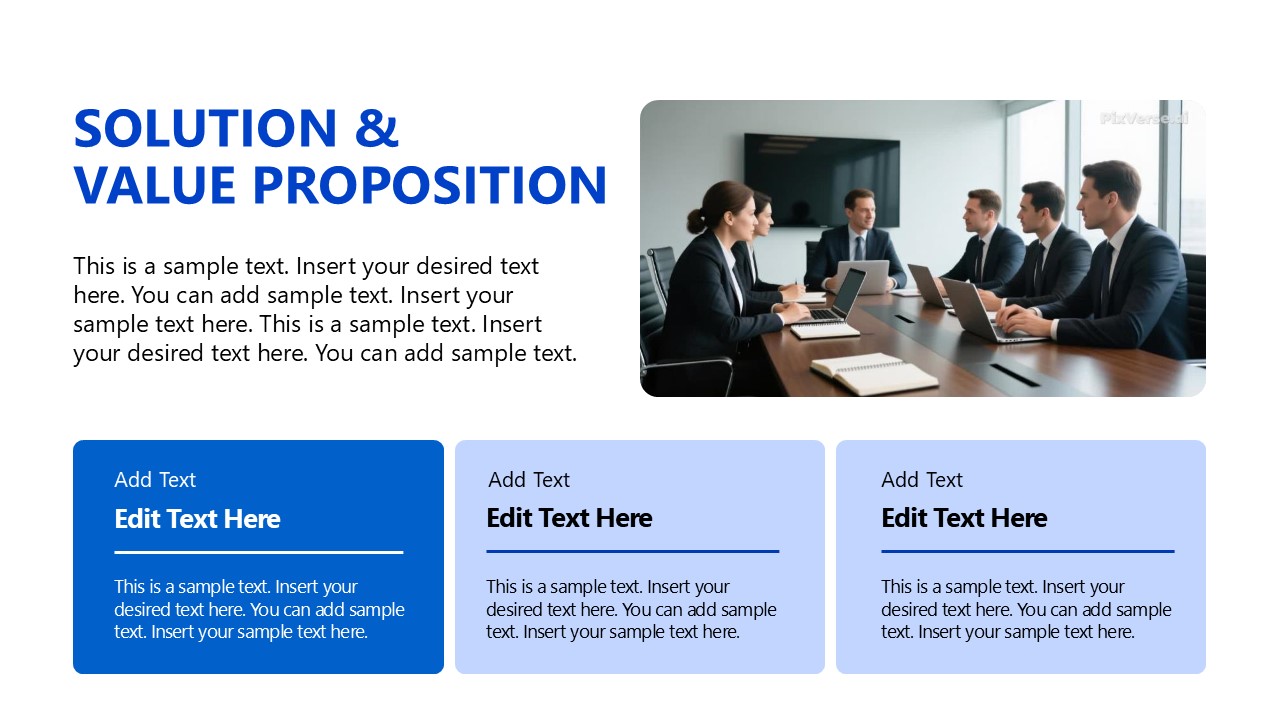 SOLUTION &
VALUE PROPOSITION
This is a sample text. Insert your desired text
here. You can add sample text. Insert your
sample text here. This is a sample text. Insert
your desired text here. You can add sample text.
PixVerse.ai
Add Text
Edit Text Here
This is a sample text. Insert your
desired text here. You can add sample
text. Insert your sample text here.
Add Text
Edit Text Here
This is a sample text. Insert your
desired text here. You can add sample
text. Insert your sample text here.
Add Text
Edit Text Here
This is a sample text. Insert your
desired text here. You can add sample
text. Insert your sample text here.